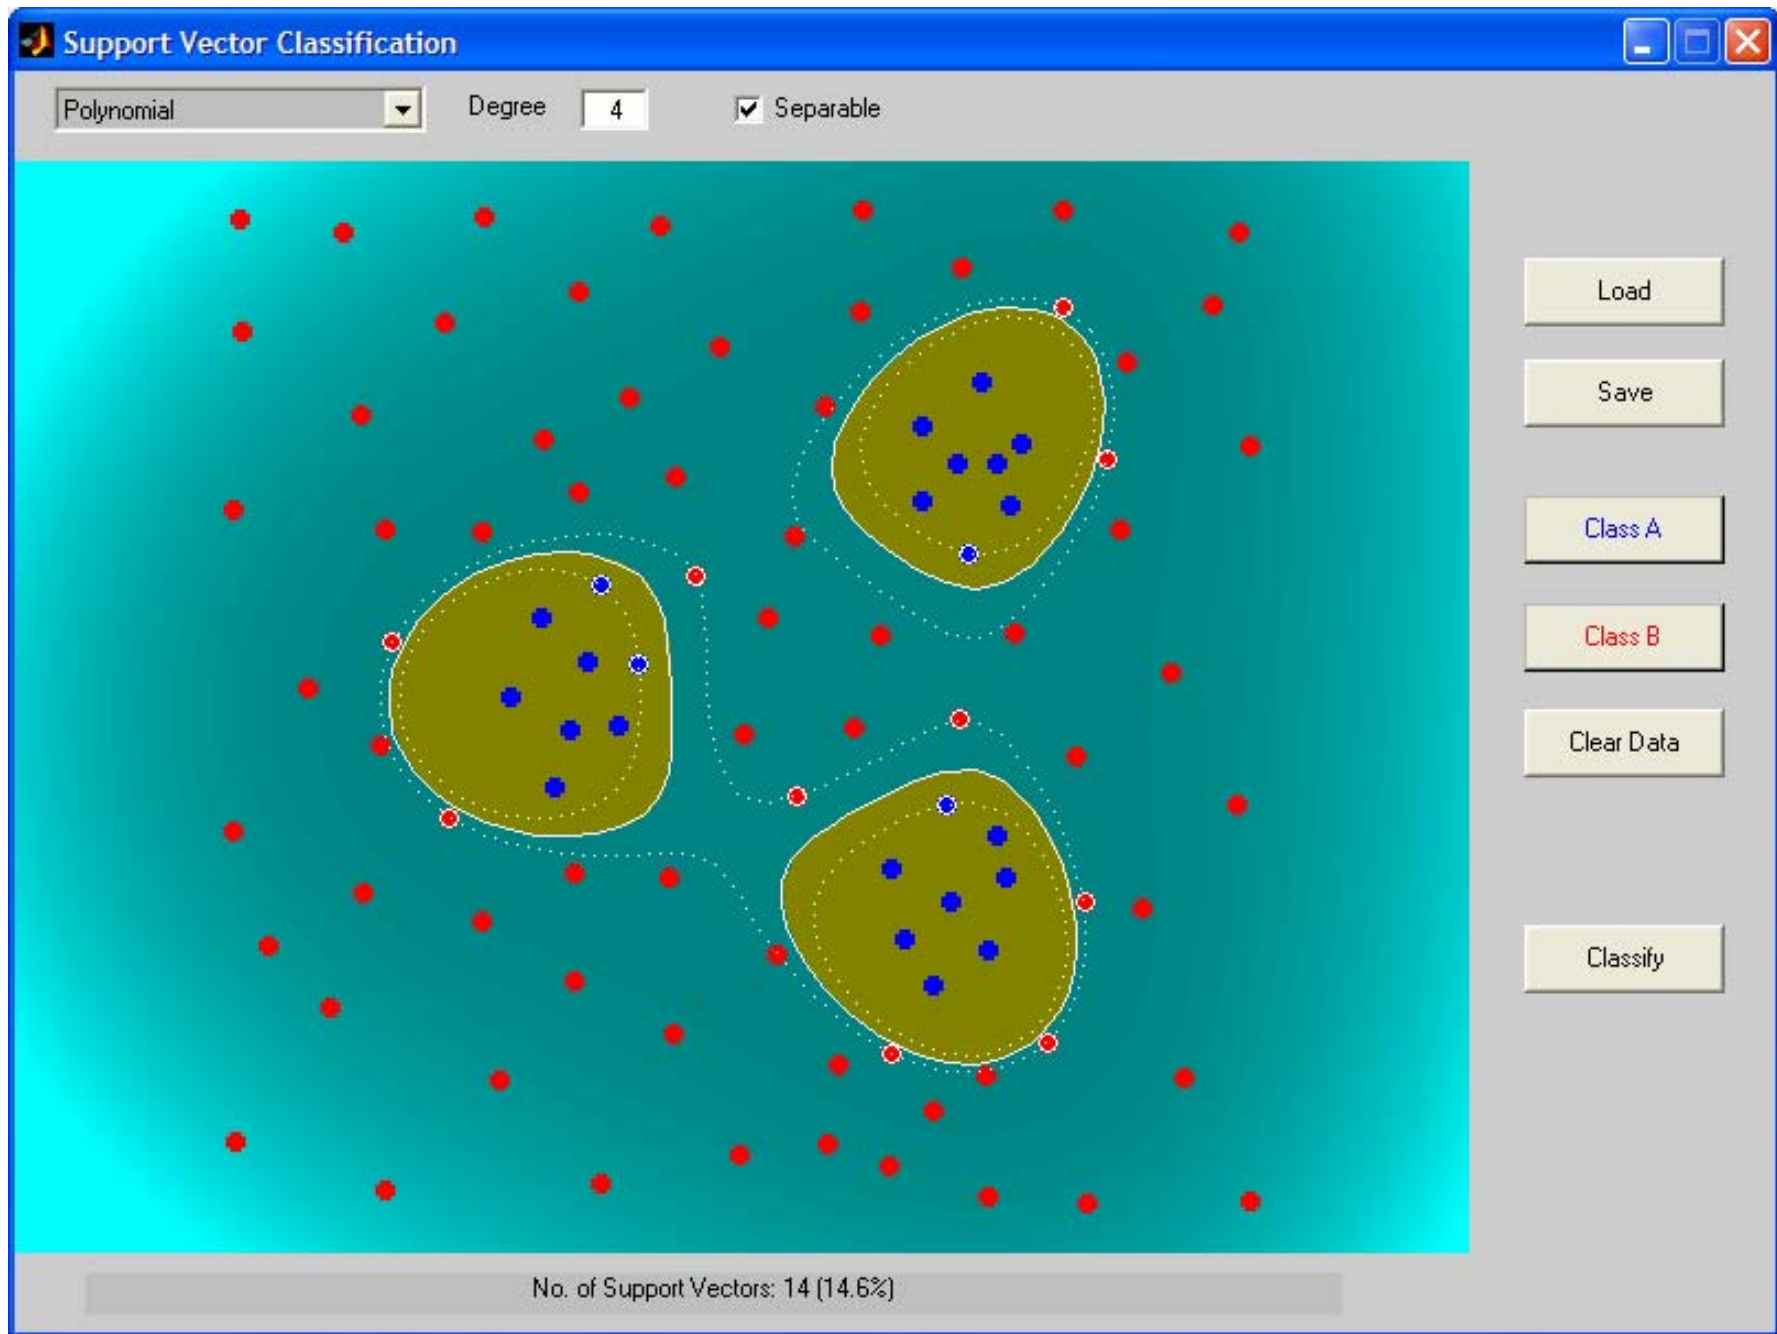 Support Vector Classification
Polynomial Degree 4 Separable
Load
Save
Class A
Class B
Clear Data
Classify
No. of Support Vectors: 14 (14.6%)